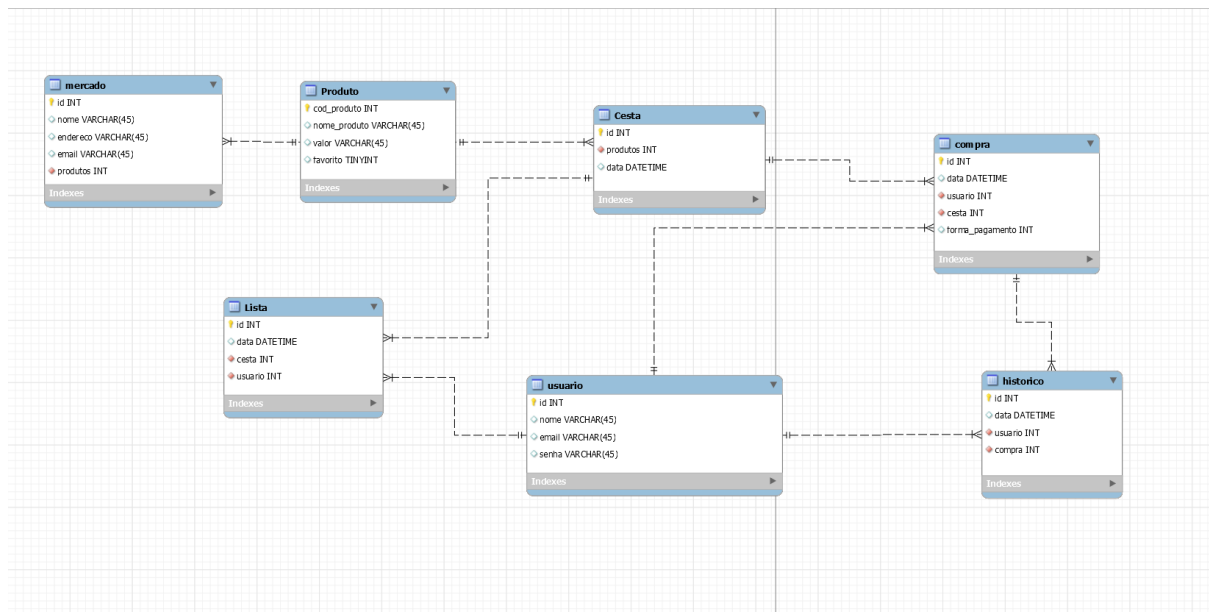 mercado
id INT
nome VARCHAR(45)
endereco VARCHAR(45)
email VARCHAR(45)
produtos INT
Indexes
Produto
cod_produto INT
nome_produto VARCHAR(45)
valor VARCHAR(45)
favorito TINYINT
Indexes
Cesta
id INT
produtos INT
data DATETIME
Indexes
compra
id INT
data DATETIME
usuario INT
cesta INT
forma_pagamento INT
Indexes
Lista
id INT
data DATETIME
cesta INT
usuario INT
Indexes
usuario
id INT
nome VARCHAR(45)
email VARCHAR(45)
senha VARCHAR(45)
Indexes
historico
id INT
data DATETIME
usuario INT
compra INT
Indexes